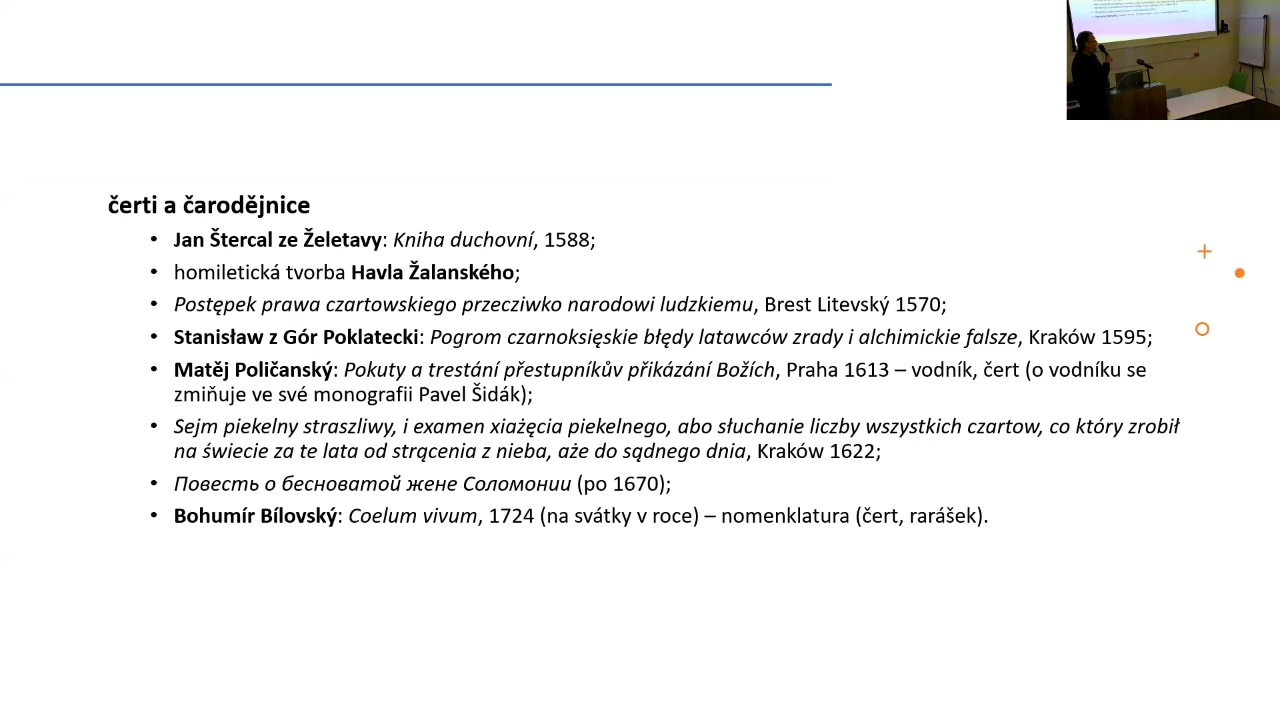 čerti a čarodějnice
• Jan Štercal ze Želetavy: Kniha duchovní, 1588;
• homiletická tvorba Havla Žalanského;
• Postępek prawa czartowskiego przecziwko narodowi ludzkiemu, Brest Litevský 1570;
• Stanisław z Gór Poklatecki: Pogrom czarnoksięskie błędy latawców zrady i alchimickie falsze, Kraków 1595;
• Matěj Poličanský: Pokuty a trestání přestupníkův přikázání Božích, Praha 1613 – vodník, čert (o vodníku se
zmiňuje ve své monografii Pavel Šidák);
• Sejm piekelny straszliwy, i examen xiażęcia piekelnego, abo słuchanie liczby wszystkich czartow, co który zrobił
na świecie za te lata od strącenia z nieba, aże do sądnego dnia, Kraków 1622;
• Повесть о бесноватой жене Соломонии (po 1670);
• Bohumír Bílovský: Coelum vivum, 1724 (na svátky v roce) – nomenklatura (čert, rarášek).